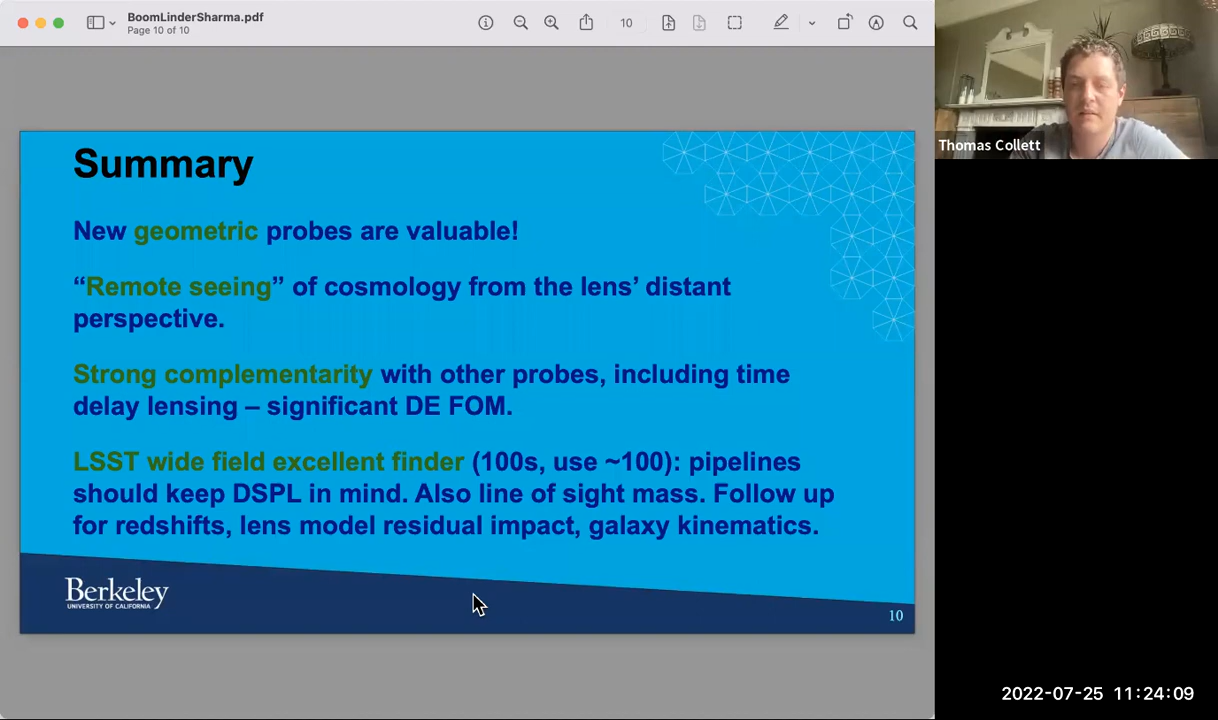 BoomLinderSharma.pdf
Page 10 of 10
10
Thomas Collett
Summary
New geometric probes are valuable!
“Remote seeing” of cosmology from the lens’ distant
perspective.
Strong complementarity with other probes, including time
delay lensing – significant DE FOM.
LSST wide field excellent finder (100s, use ~100): pipelines
should keep DSPL in mind. Also line of sight mass. Follow up
for redshifts, lens model residual impact, galaxy kinematics.
Berkeley
UNIVERSITY OF CALIFORNIA
10
2022-07-25 11:24:09